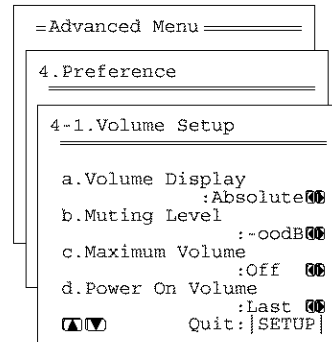 Advanced Menu
4.Preference
4-1.Volume Setup
a.Volume Display
:Absolute
b.Muting Level
:-oodB
c.Maximum Volume
:Off
d.Power On Volume
:Last
Quit:|SETUP|